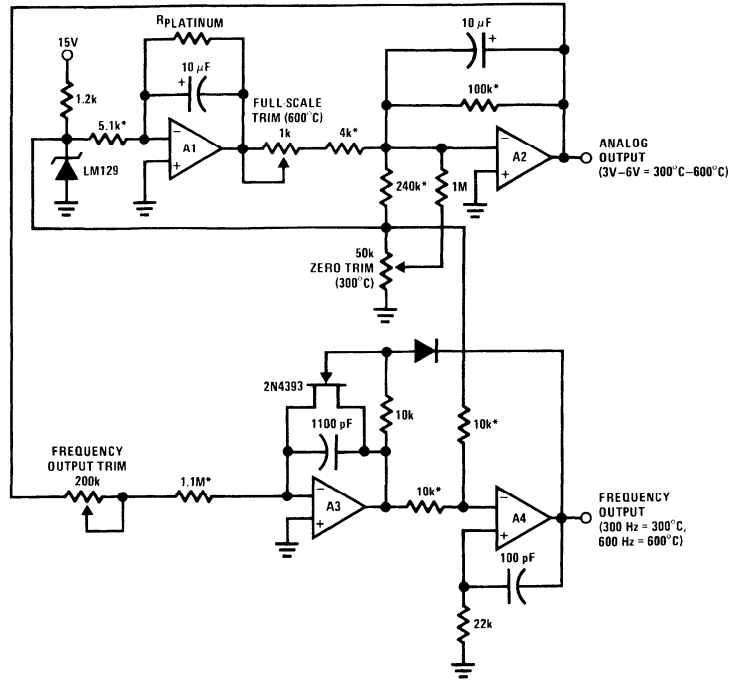 RPLATINUM
15V
10 μF
+
1.2k
10 μF
+
FULL-SCALE
TRIM (600°C)
1k
100k*
5.1k*
4k*
−
A1
+
−
A2
+
ANALOG
OUTPUT
(3V–6V = 300°C–600°C)
LM129
240k*
1M
50k
ZERO TRIM
(300°C)
2N4393
10k
1100 pF
10k*
FREQUENCY
OUTPUT TRIM
200k
1.1M*
−
A3
+
10k*
−
A4
+
FREQUENCY
OUTPUT
(300 Hz = 300°C,
600 Hz = 600°C)
100 pF
22k